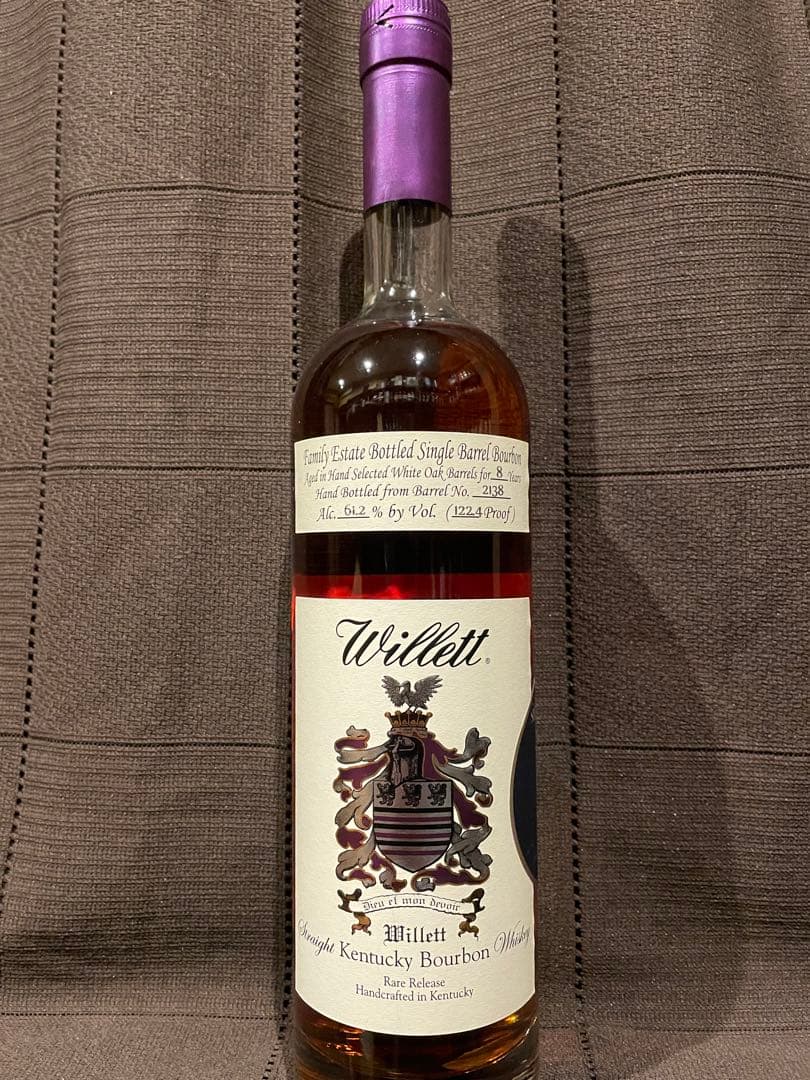 Family Estate Bottled Single Barrel Bourbon
Aged in Hand Selected White Oak Barrels for 8 Years
Hand Bottled from Barrel No. 2138
Alc. 61.2 % by Vol. (122.4 Proof)
Willett®
Dieu et mon devoir
Willett
Straight Kentucky Bourbon Whiskey
Rare Release
Handcrafted in Kentucky